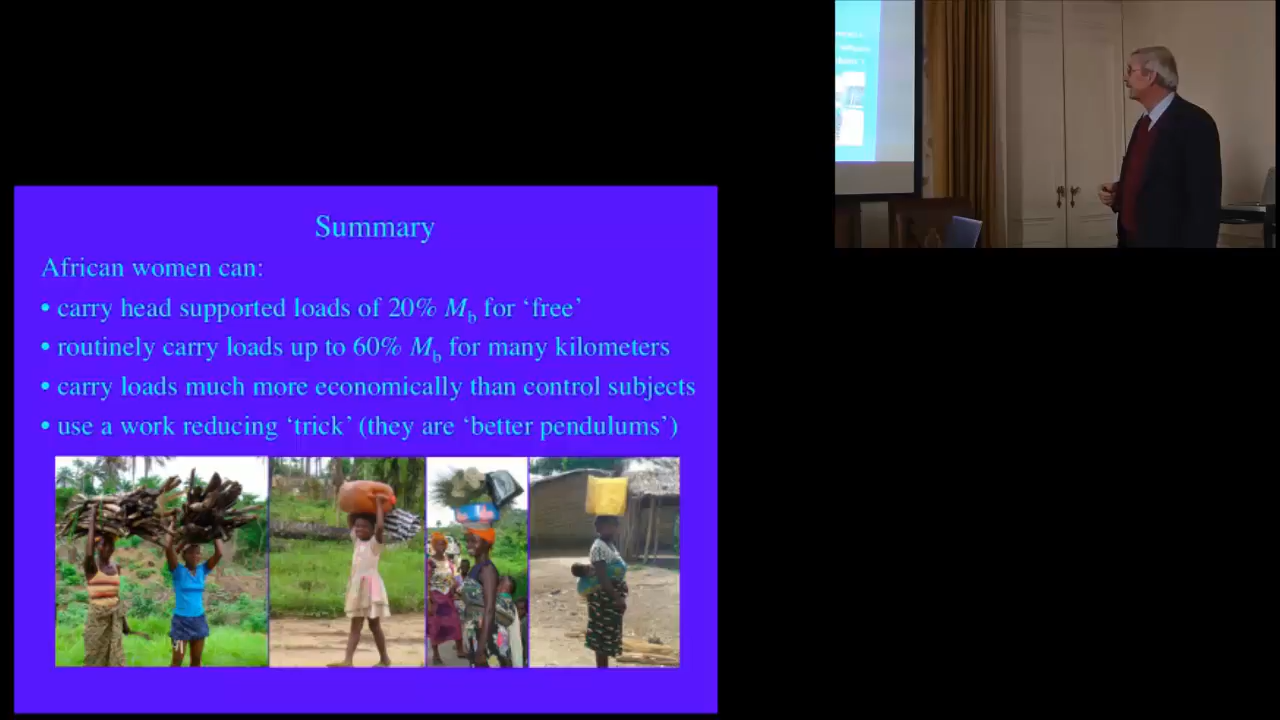 Summary
African women can:
• carry head supported loads of 20% Mb for ‘free’
• routinely carry loads up to 60% Mb for many kilometers
• carry loads much more economically than control subjects
• use a work reducing ‘trick’ (they are ‘better pendulums’)